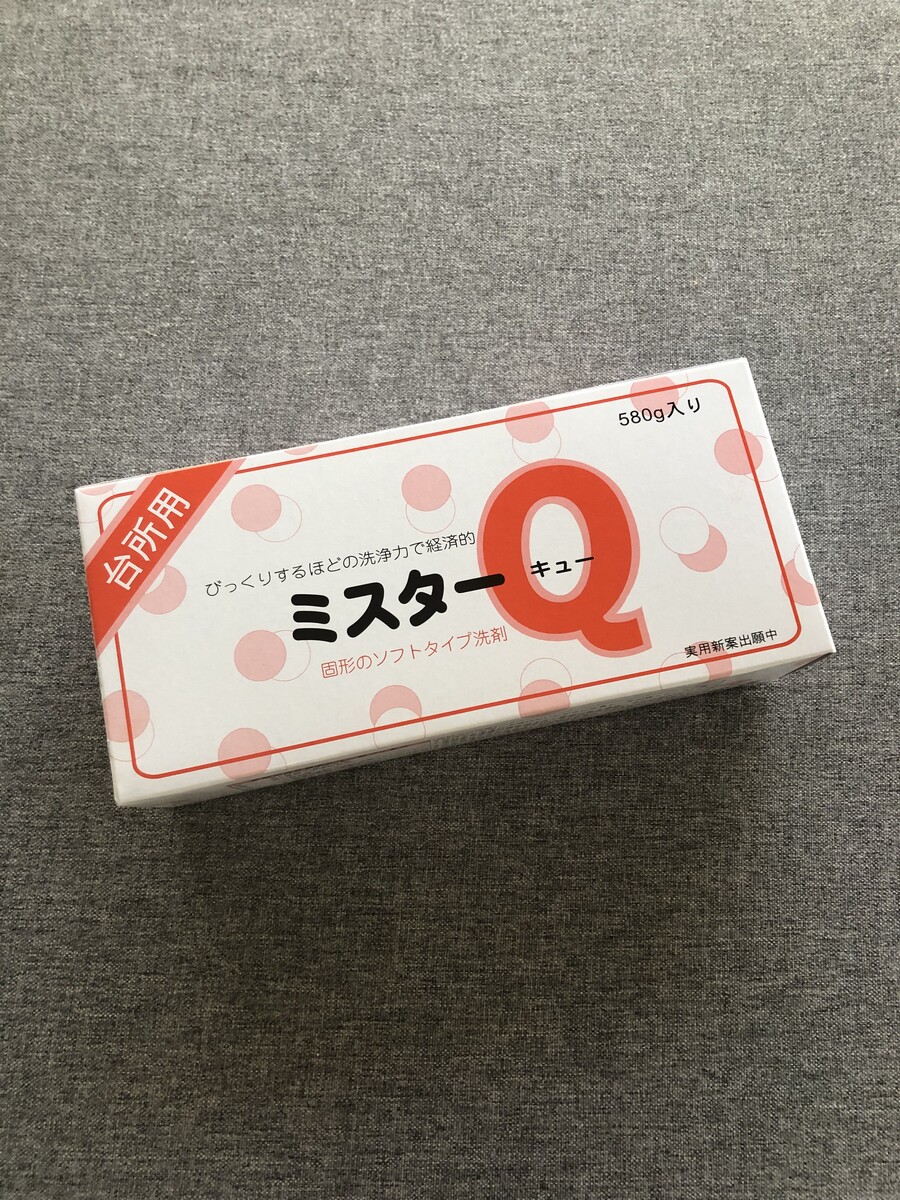 台所用
580g入り
びっくりするほどの洗浄力で経済的
ミスターQ
キュー
固形のソフトタイプ洗剤
実用新案出願中